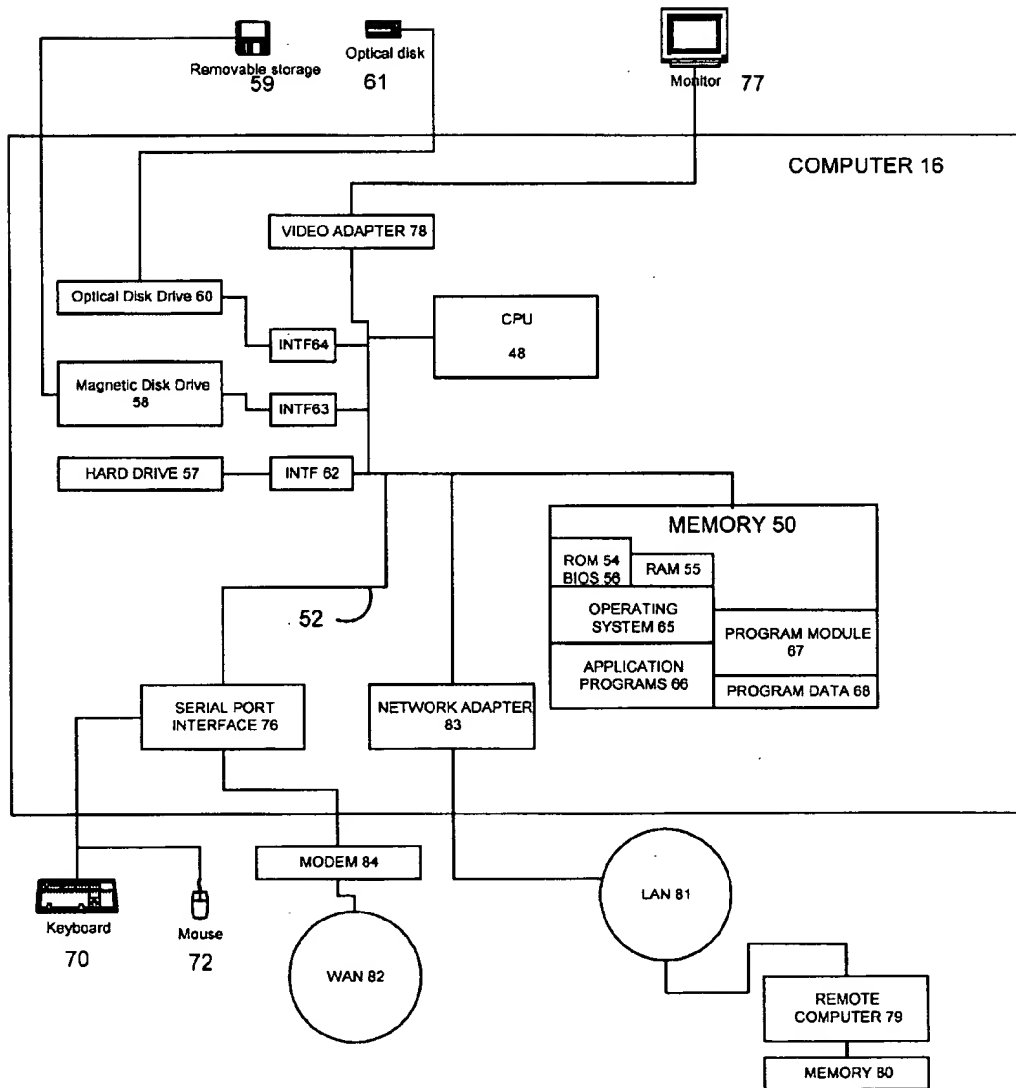 Removable storage
59
Optical disk
61
Monitor
77
COMPUTER 16
VIDEO ADAPTER 78
Optical Disk Drive 60
INTF64
CPU
48
Magnetic Disk Drive
58
INTF63
HARD DRIVE 57
INTF 62
MEMORY 50
ROM 54
BIOS 56
RAM 55
OPERATING
SYSTEM 65
PROGRAM MODULE
67
APPLICATION
PROGRAMS 66
PROGRAM DATA 68
52
SERIAL PORT
INTERFACE 76
NETWORK ADAPTER
83
MODEM 84
LAN 81
Keyboard
70
Mouse
72
WAN 82
REMOTE
COMPUTER 79
MEMORY 80